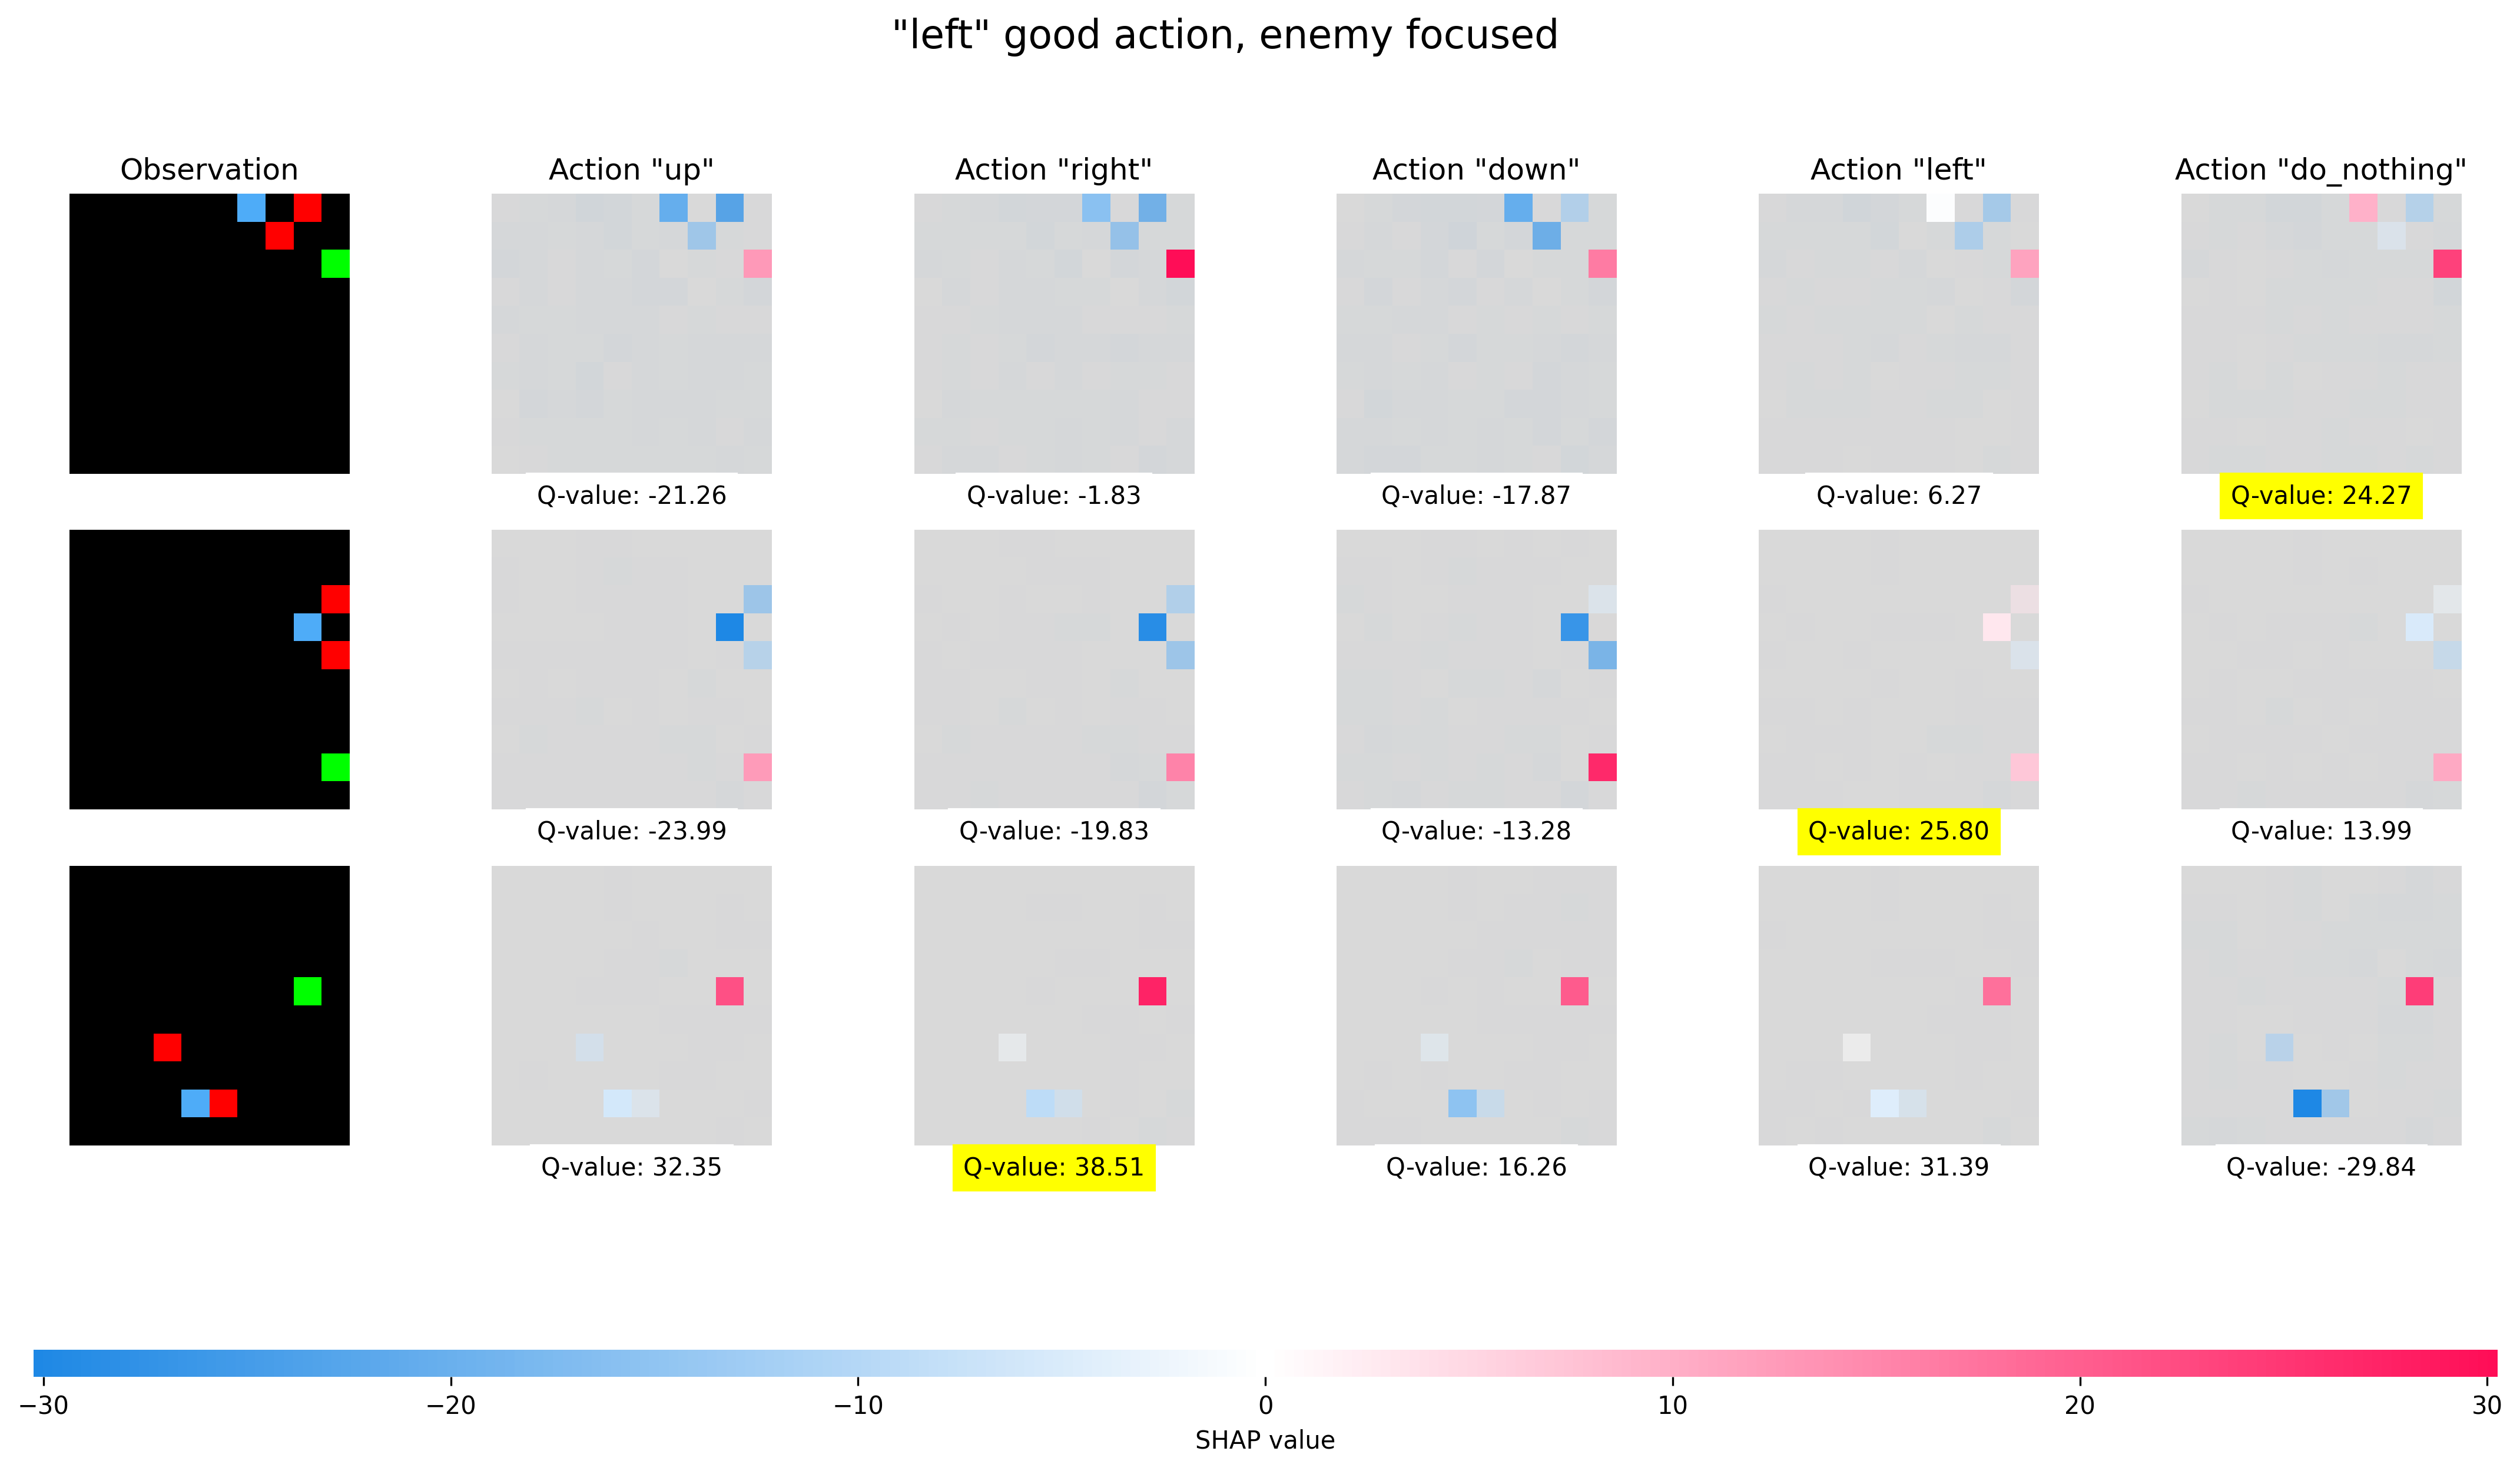 "left" good action, enemy focused
Observation
Action "up"
Action "right"
Action "down"
Action "left"
Action "do_nothing"
Q-value: -21.26
Q-value: -1.83
Q-value: -17.87
Q-value: 6.27
Q-value: 24.27
Q-value: -23.99
Q-value: -19.83
Q-value: -13.28
Q-value: 25.80
Q-value: 13.99
Q-value: 32.35
Q-value: 38.51
Q-value: 16.26
Q-value: 31.39
Q-value: -29.84
−30
−20
−10
0
10
20
30
SHAP value